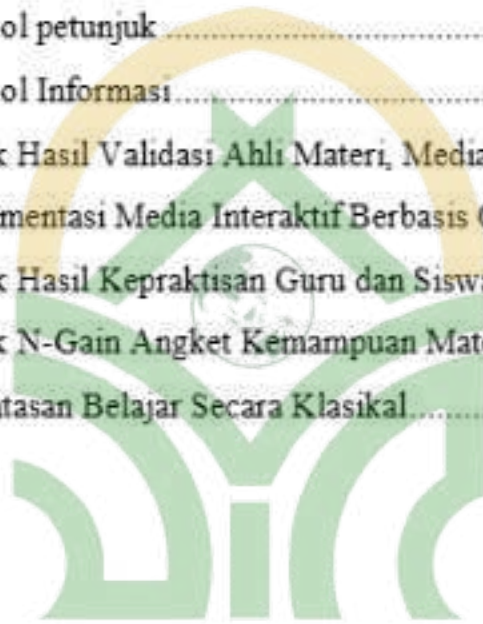 ol petunjuk ........................................
ol Informasi ......................................
k Hasil Validasi Ahli Materi, Media
mentasi Media Interaktif Berbasis
k Hasil Kepraktisan Guru dan Siswa
k N-Gain Angket Kemampuan Mate
tasan Belajar Secara Klasikal..........